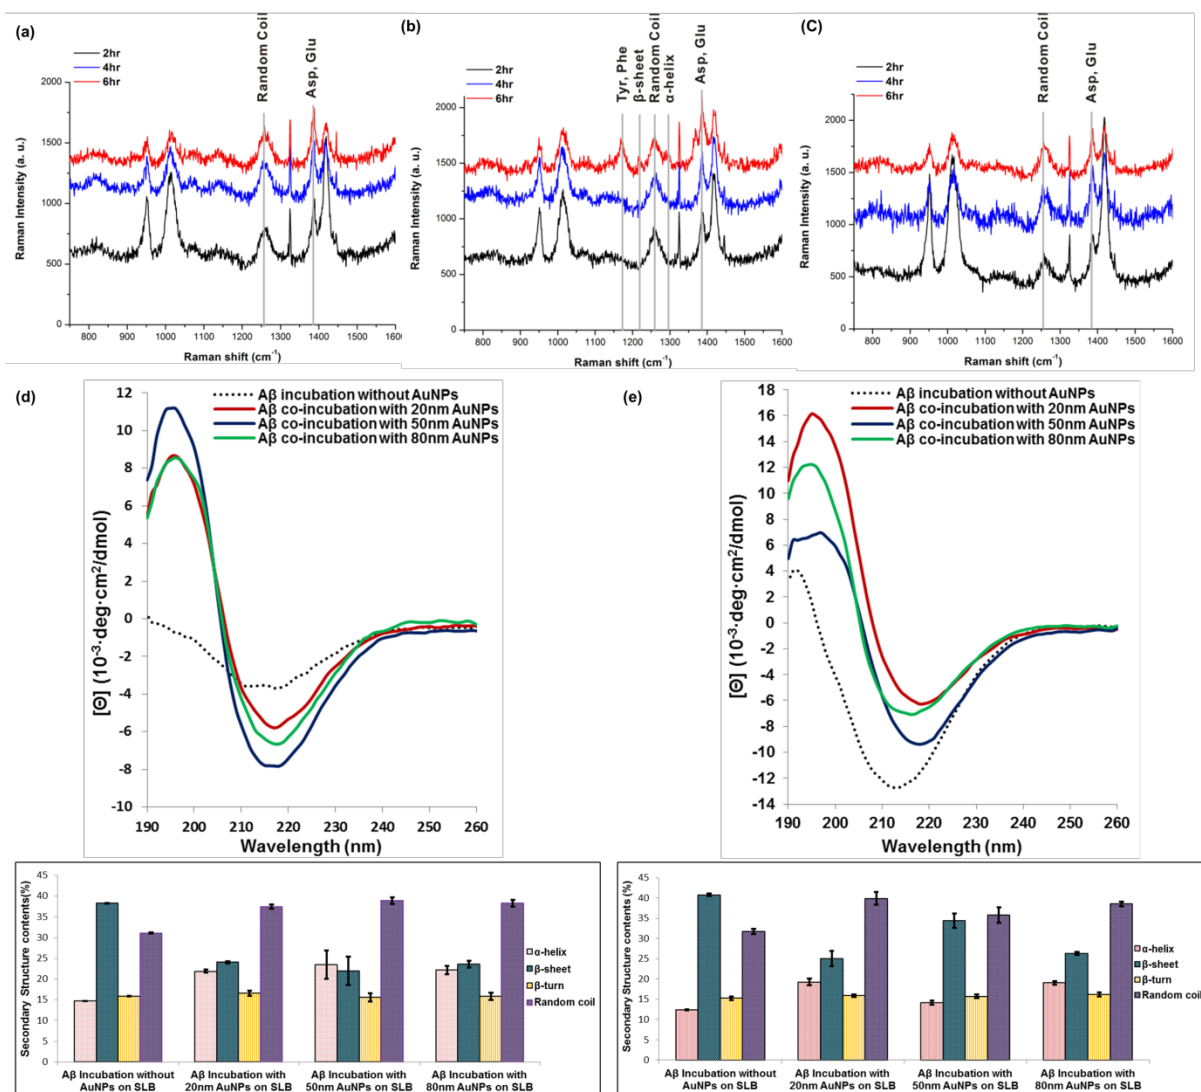 (a)
2hr
4hr
6hr
Random Coil
Asp, Glu
2000
1500
1000
500
Raman Intensity (a. u.)
800 900 1000 1100 1200 1300 1400 1500 1600
Raman shift (cm⁻¹)
(b)
2hr
4hr
6hr
Tyr, Phe
β-sheet
Random Coil
α-helix
Asp, Glu
2000
1500
1000
500
Raman Intensity (a. u.)
800 900 1000 1100 1200 1300 1400 1500 1600
Raman shift (cm⁻¹)
(C)
2hr
4hr
6hr
Random Coil
Asp, Glu
2000
1500
1000
500
Raman Intensity (a. u.)
800 900 1000 1100 1200 1300 1400 1500 1600
Raman shift (cm⁻¹)
(d)
Aβ incubation without AuNPs
Aβ co-incubation with 20nm AuNPs
Aβ co-incubation with 50nm AuNPs
Aβ co-incubation with 80nm AuNPs
12
10
8
6
4
2
0
-2
-4
-6
-8
-10
[Θ] (10⁻³·deg·cm²/dmol)
190 200 210 220 230 240 250 260
Wavelength (nm)
(e)
Aβ incubation without AuNPs
Aβ co-incubation with 20nm AuNPs
Aβ co-incubation with 50nm AuNPs
Aβ co-incubation with 80nm AuNPs
18
16
14
12
10
8
6
4
2
0
-2
-4
-6
-8
-10
-12
-14
[Θ] (10⁻³·deg·cm²/dmol)
190 200 210 220 230 240 250 260
Wavelength (nm)
Secondary Structure contents(%)
45
40
35
30
25
20
15
10
5
0
α-helix
β-sheet
β-turn
Random coil
Aβ Incubation without AuNPs on SLB
Aβ Incubation with 20nm AuNPs on SLB
Aβ Incubation with 50nm AuNPs on SLB
Aβ Incubation with 80nm AuNPs on SLB
Secondary Structure contents (%)
45
40
35
30
25
20
15
10
5
0
α-helix
β-sheet
β-turn
Random coil
Aβ Incubation without AuNPs on SLB
Aβ Incubation with 20nm AuNPs on SLB
Aβ Incubation with 50nm AuNPs on SLB
Aβ Incubation with 80nm AuNPs on SLB